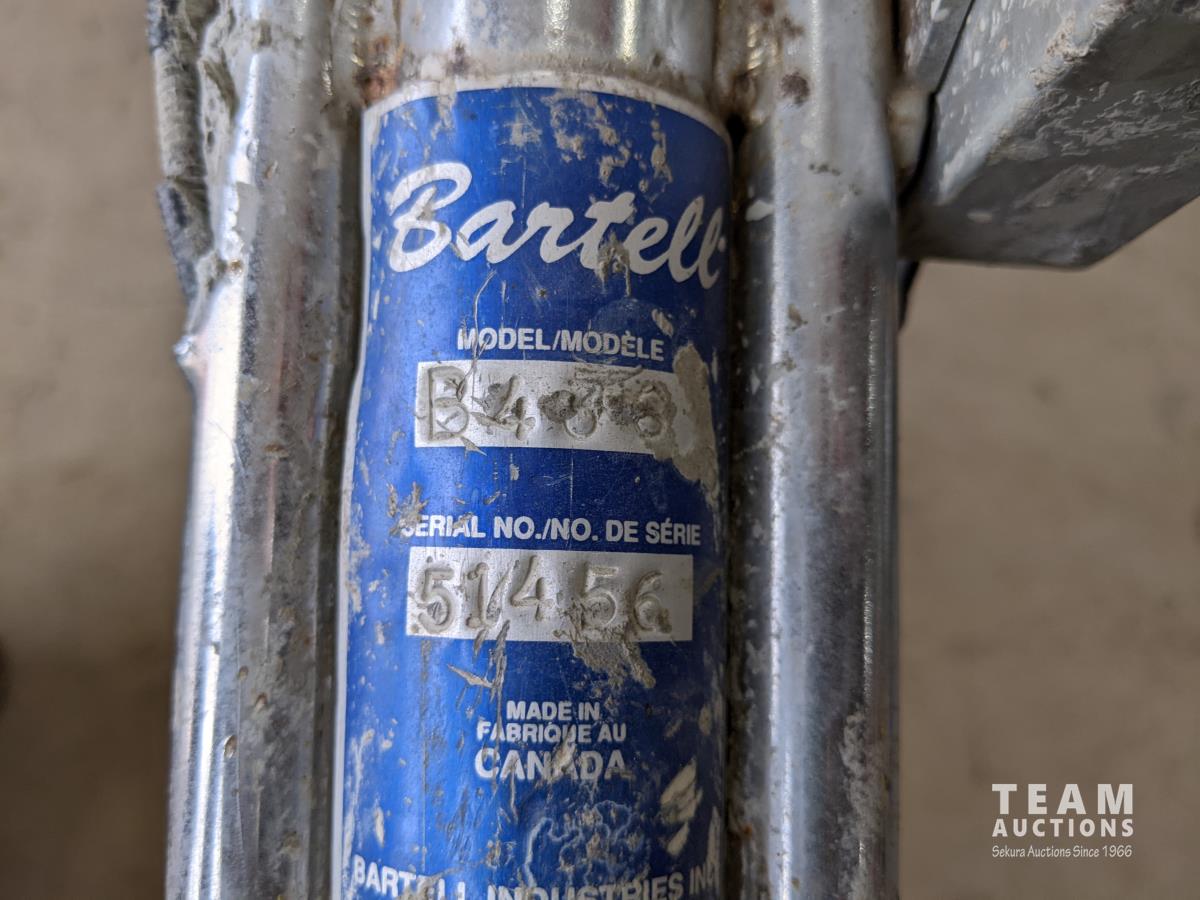 Bartell
MODEL/MODÈLE
SERIAL NO./NO. DE SÉRIE
51456
MADE IN
FABRIQUE AU
CANADA
BARTELL INDUSTRIES INC
TEAM
AUCTIONS
Sekura Auctions Since 1966